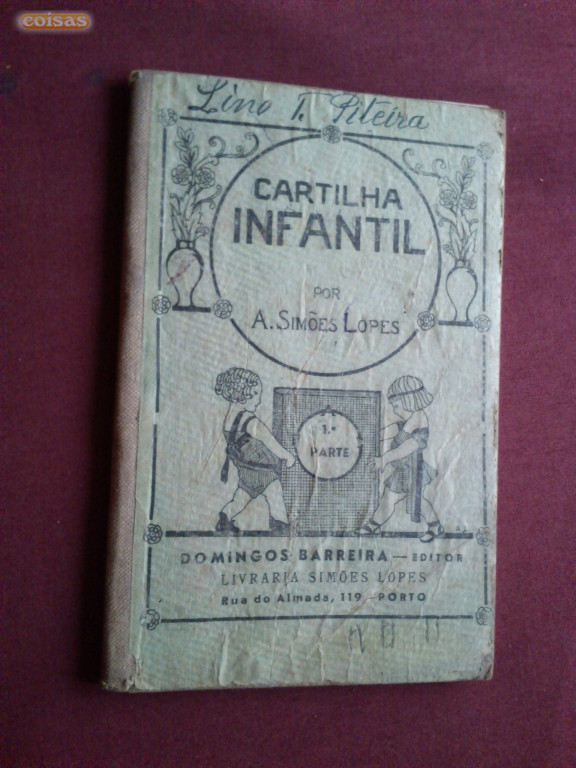 coisas
Lino T. Piteira
CARTILHA
INFANTIL
POR
A. SIMÕES LOPES
1.ª
PARTE
DOMINGOS BARREIRA — EDITOR
LIVRARIA SIMÕES LOPES
Rua do Almada, 119 - PORTO